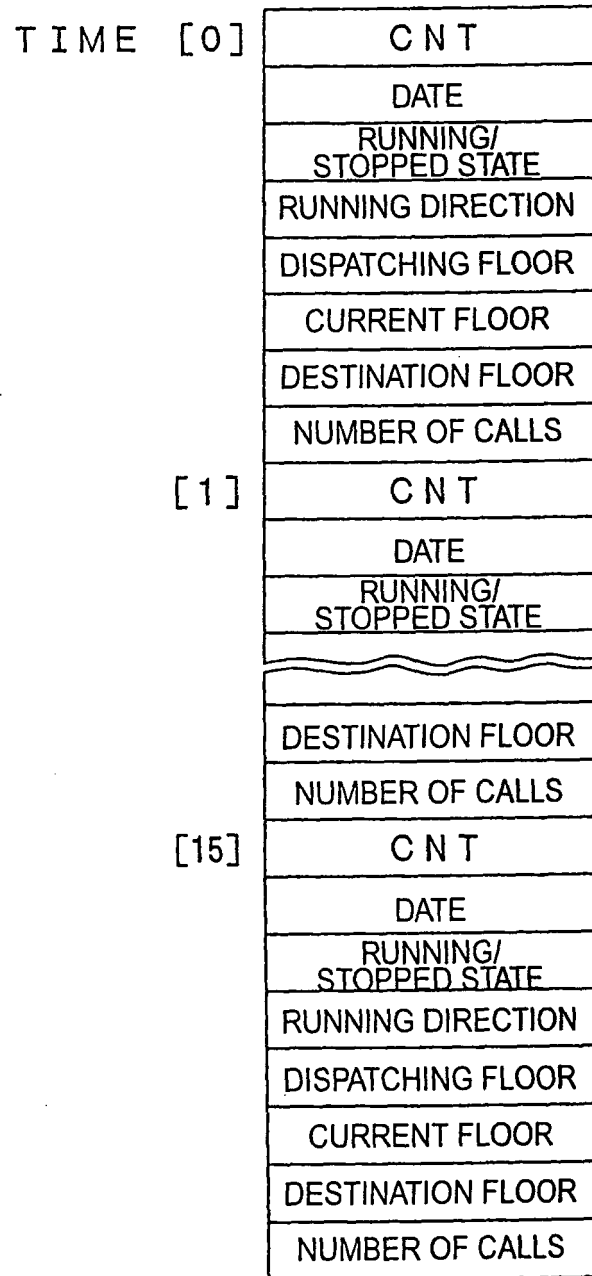 TIME [0] CNT
DATE
RUNNING/
STOPPED STATE
RUNNING DIRECTION
DISPATCHING FLOOR
CURRENT FLOOR
DESTINATION FLOOR
NUMBER OF CALLS
[1] CNT
DATE
RUNNING/
STOPPED STATE
DESTINATION FLOOR
NUMBER OF CALLS
[15] CNT
DATE
RUNNING/
STOPPED STATE
RUNNING DIRECTION
DISPATCHING FLOOR
CURRENT FLOOR
DESTINATION FLOOR
NUMBER OF CALLS